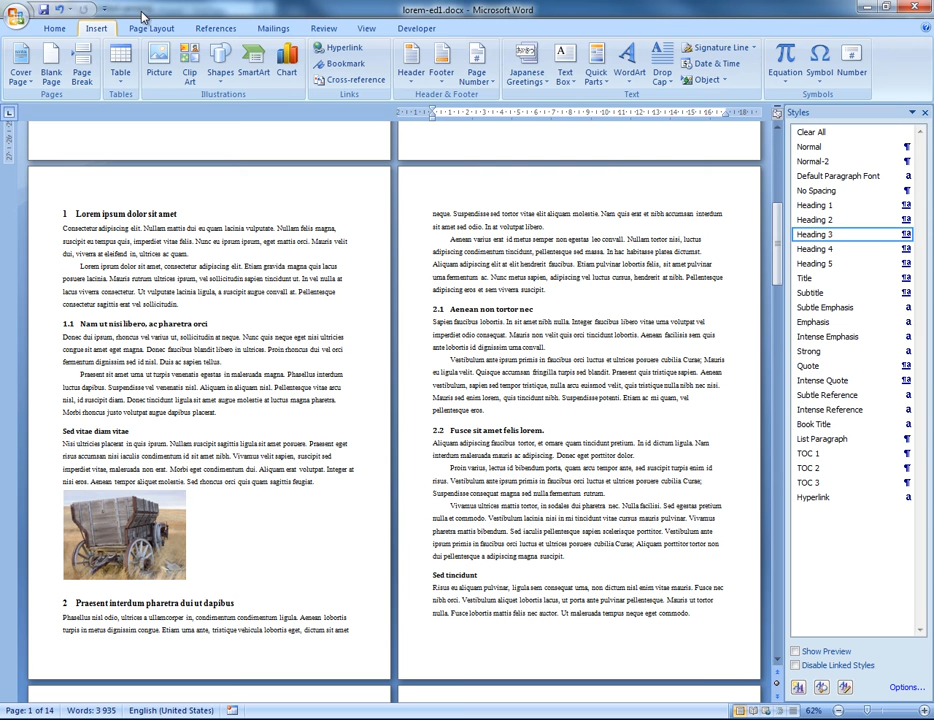 lorem-ed1.docx - Microsoft Word
Home Insert Page Layout References Mailings Review View Developer
Cover Page Blank Page Page Break Table Picture Clip Art Shapes SmartArt Chart Hyperlink Bookmark Cross-reference Header Footer Page Number Japanese Greetings Text Box Quick Parts WordArt Drop Cap Signature Line Date & Time Object Equation Symbol Number
Pages Tables Illustrations Links Header & Footer Text Symbols
1 Lorem ipsum dolor sit amet
Consectetur adipiscing elit. Nullam mattis dui eu quam lacinia vulputate. Nullam felis magna,
suscipit eu tempus quis, imperdiet vitae felis. Nunc eu ipsum ipsum, eget mattis orci. Mauris velit
dui, viverra at eleifend in, ultrices ac quam.
Lorem ipsum dolor sit amet, consectetur adipiscing elit. Etiam gravida magna quis lacus
posuere lacinia. Mauris rutrum ultrices ipsum, vel sollicitudin sapien tincidunt ut. In vel nulla at
lacus viverra consectetur. Ut vulputate lacinia ligula, a suscipit augue convallis at. Pellentesque
consectetur sagittis erat vel sollicitudin.
1.1 Nam ut nisi libero, ac pharetra orci
Donec dui ipsum, rhoncus vel varius ut, sollicitudin at neque. Nunc quis neque eget nisi ultricies
congue sit amet eget magna. Donec faucibus blandit libero in ultrices. Proin rhoncus dui vel orci
fermentum dignissim sed id nisl. Duis ac sapien tellus.
Praesent sit amet urna ut turpis venenatis egestas in malesuada magna. Phasellus interdum
luctus dapibus. Suspendisse vel venenatis nisl. Aliquam in aliquam nisl. Pellentesque vitae arcu
nisl, id suscipit diam. Donec tincidunt ligula sit amet augue molestie at luctus magna pharetra.
Morbi rhoncus justo volutpat augue dapibus placerat.
Sed vitae diam vitae
Nisi ultricies placerat in quis ipsum. Nullam suscipit sagittis ligula sit amet posuere. Praesent eget
risus accumsan nisi iaculis condimentum id sit amet nibh. Vivamus velit sapien, suscipit sed
imperdiet vitae, malesuada non erat. Morbi eget condimentum dui. Aliquam erat volutpat. Integer at
nisi eros. Aenean tempor aliquet molestie. Sed rhoncus orci quis quam sagittis feugiat.
2 Praesent interdum pharetra dui ut dapibus
Phasellus nisl odio, ultrices a ullamcorper in, condimentum condimentum ligula. Aenean lobortis
turpis in metus dignissim congue. Etiam urna ante, tristique vehicula lobortis eget, dictum sit amet
neque. Suspendisse sed tortor vitae elit aliquam molestie. Nam quis erat et nibh accumsan interdum
sit amet sed odio. In at volutpat libero.
Aenean varius erat id metus semper non egestas leo convall. Nullam tortor nisi, luctus
adipiscing condimentum tincidunt, pellentesque sed massa. In hac habitasse platea dictumst.
Aliquam adipiscing elit at elit hendrerit faucibus. Etiam pulvinar lobortis felis, sit amet pulvinar
urna fermentum ac. Nunc metus sapien, adipiscing vel luctus cursus, hendrerit at nibh. Pellentesque
adipiscing eros et sem viverra suscipit.
2.1 Aenean non tortor nec
Sapien faucibus lobortis. In sit amet nibh nulla. Integer faucibus libero vitae urna volutpat vel
imperdiet odio consequat. Mauris non velit quis orci volutpat tincidunt. Aenean facilisis sem quis
ante lobortis id dignissim urna convall.
Vestibulum ante ipsum primis in faucibus orci luctus et ultrices posuere cubilia Curae; Mauris
eu ligula velit. Quisque accumsan fringilla turpis sed blandit. Praesent quis tristique sapien. Aenean
vestibulum, sapien sed tempor tristique, nulla arcu euismod velit, quis tristique nulla nibh nec nisi.
Mauris sed enim lorem, quis tincidunt nibh. Suspendisse potenti. Etiam ac mi quam, vel
pellentesque eros.
2.2 Fusce sit amet felis lorem.
Aliquam adipiscing faucibus tortor, et ornare quam tincidunt pretium. In id dictum ligula. Nam
interdum malesuada mauris ac adipiscing. Donec eget porttitor dolor.
Proin varius, lectus id bibendum porta, quam arcu tempor ante, sed suscipit turpis enim id
risus. Vestibulum ante ipsum primis in faucibus orci luctus et ultrices posuere cubilia Curae;
Suspendisse consequat magna sed nulla fermentum rutrum.
Vivamus ultrices mattis tortor, in sodales dui pharetra non. Nulla facilisi. Sed egestas pretium
nulla et commodo. Vestibulum lacinia nisi in mi tincidunt vitae cursus mauris pulvinar. Vivamus
mattis bibendum. Sed iaculis pellentesque sapien scelerisque porttitor. Vestibulum ante
ipsum primis in faucibus orci luctus et ultrices posuere cubilia Curae; Aliquam porttitor tortor non
dui pellentesque a adipiscing magna suscipit.
Sed tincidunt
Risus eu aliquam pulvinar, ligula sem consequat urna, non dictum nisl enim vitae mauris. Fusce nec
nibh orci. Vestibulum aliquet lobortis lacus, ut porta ante pulvinar pellentesque. Mauris ut tortor
nulla. Fusce lobortis mattis felis nec auctor. Ut malesuada tempus neque eget commodo.
Styles
Clear All
Normal
Normal-2
Default Paragraph Font
No Spacing
Heading 1
Heading 2
Heading 3
Heading 4
Heading 5
Title
Subtitle
Subtle Emphasis
Emphasis
Intense Emphasis
Strong
Quote
Intense Quote
Subtle Reference
Intense Reference
Book Title
List Paragraph
TOC 1
TOC 2
TOC 3
Hyperlink
Show Preview
Disable Linked Styles
Options...
Page: 1 of 14 Words: 3 935 English (United States) 62%